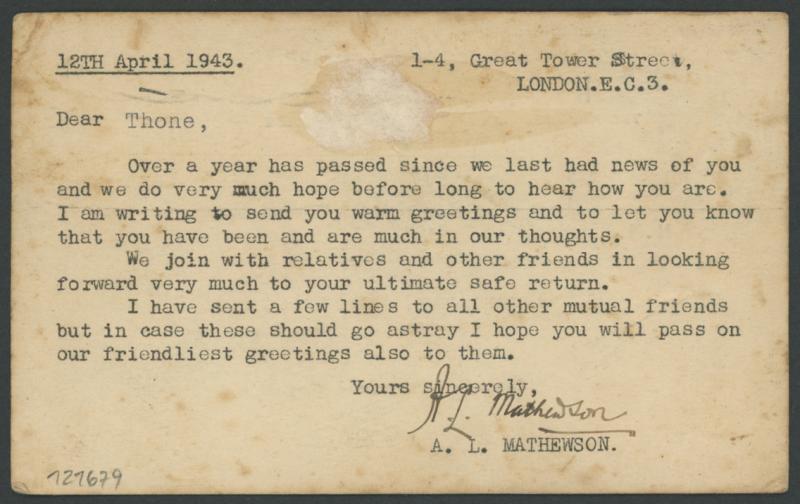 12TH April 1943.
1-4, Great Tower Street,
LONDON.E.C.3.
Dear Thone,
Over a year has passed since we last had news of you
and we do very much hope before long to hear how you are.
I am writing to send you warm greetings and to let you know
that you have been and are much in our thoughts.
We join with relatives and other friends in looking
forward very much to your ultimate safe return.
I have sent a few lines to all other mutual friends
but in case these should go astray I hope you will pass on
our friendliest greetings also to them.
Yours sincerely,
A. L. Mathewson
A. L. MATHEWSON.
727679